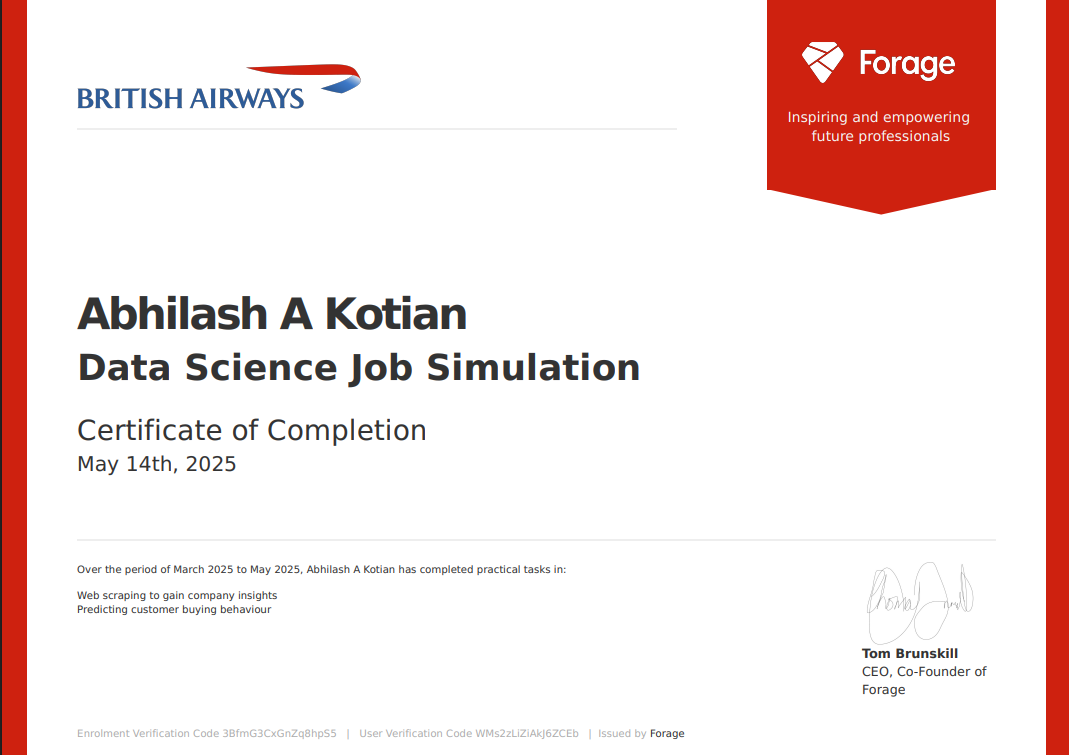 BRITISH AIRWAYS
Forage
Inspiring and empowering
future professionals
Abhilash A Kotian
Data Science Job Simulation
Certificate of Completion
May 14th, 2025
Over the period of March 2025 to May 2025, Abhilash A Kotian has completed practical tasks in:
Web scraping to gain company insights
Predicting customer buying behaviour
Tom Brunskill
CEO, Co-Founder of
Forage
Enrolment Verification Code 3BfmG3CxGnZq8hpS5 | User Verification Code WMs2zLiZiAkJ6ZCEb | Issued by Forage